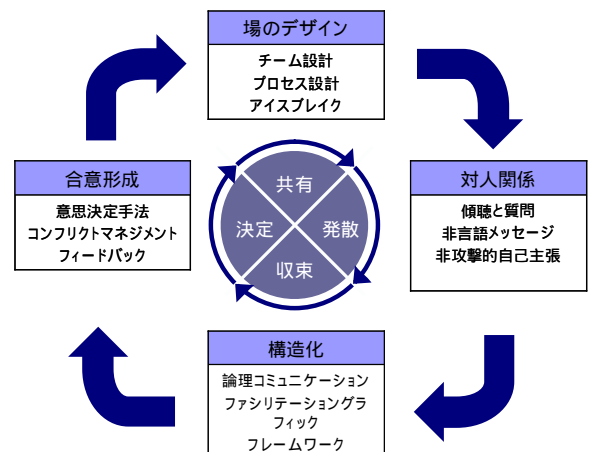 場のデザイン
チーム設計
プロセス設計
アイスブレイク
合意形成
意思決定手法
コンフリクトマネジメント
フィードバック
共有
決定
発散
収束
対人関係
傾聴と質問
非言語メッセージ
非攻撃的自己主張
構造化
論理コミュニケーション
ファシリテーショングラ
フィック
フレームワーク